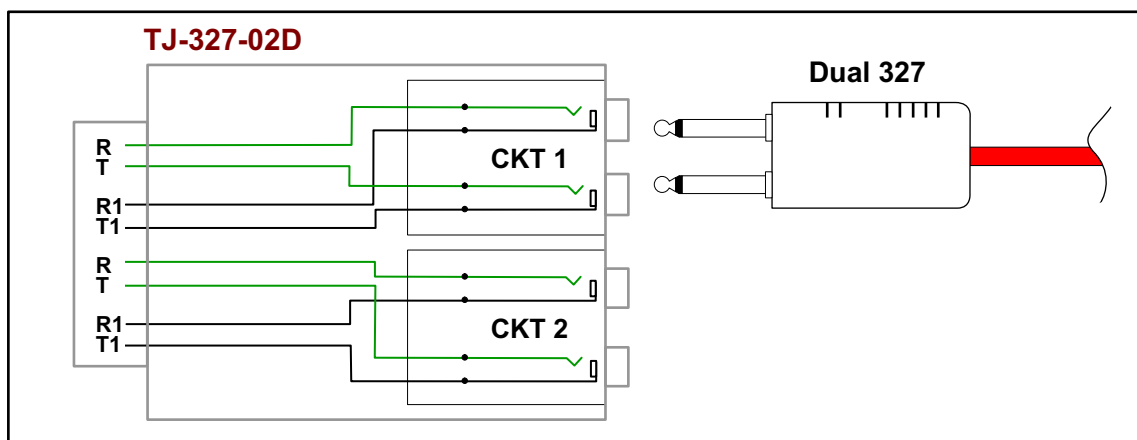 TJ-327-02D
Dual 327
R
T
CKT 1
R1
T1
R
T
R1
CKT 2
T1